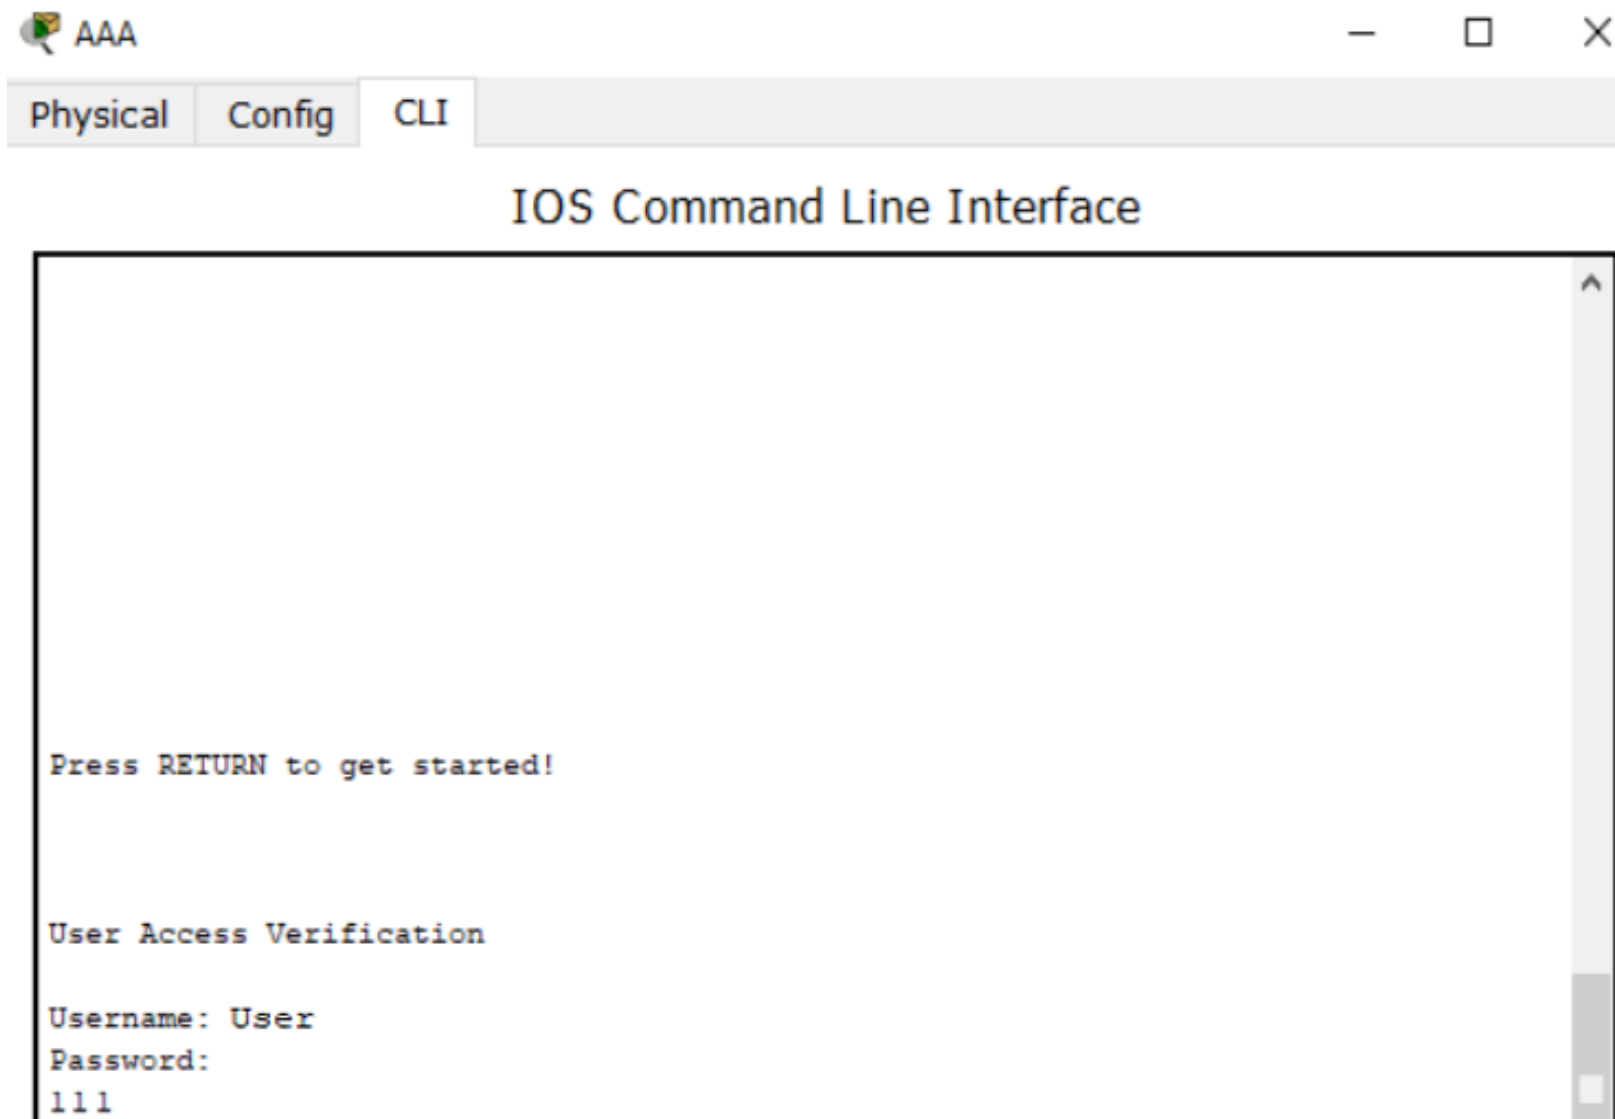 AAA
Physical Config CLI
IOS Command Line Interface
Press RETURN to get started!
User Access Verification
Username: User
Password:
111